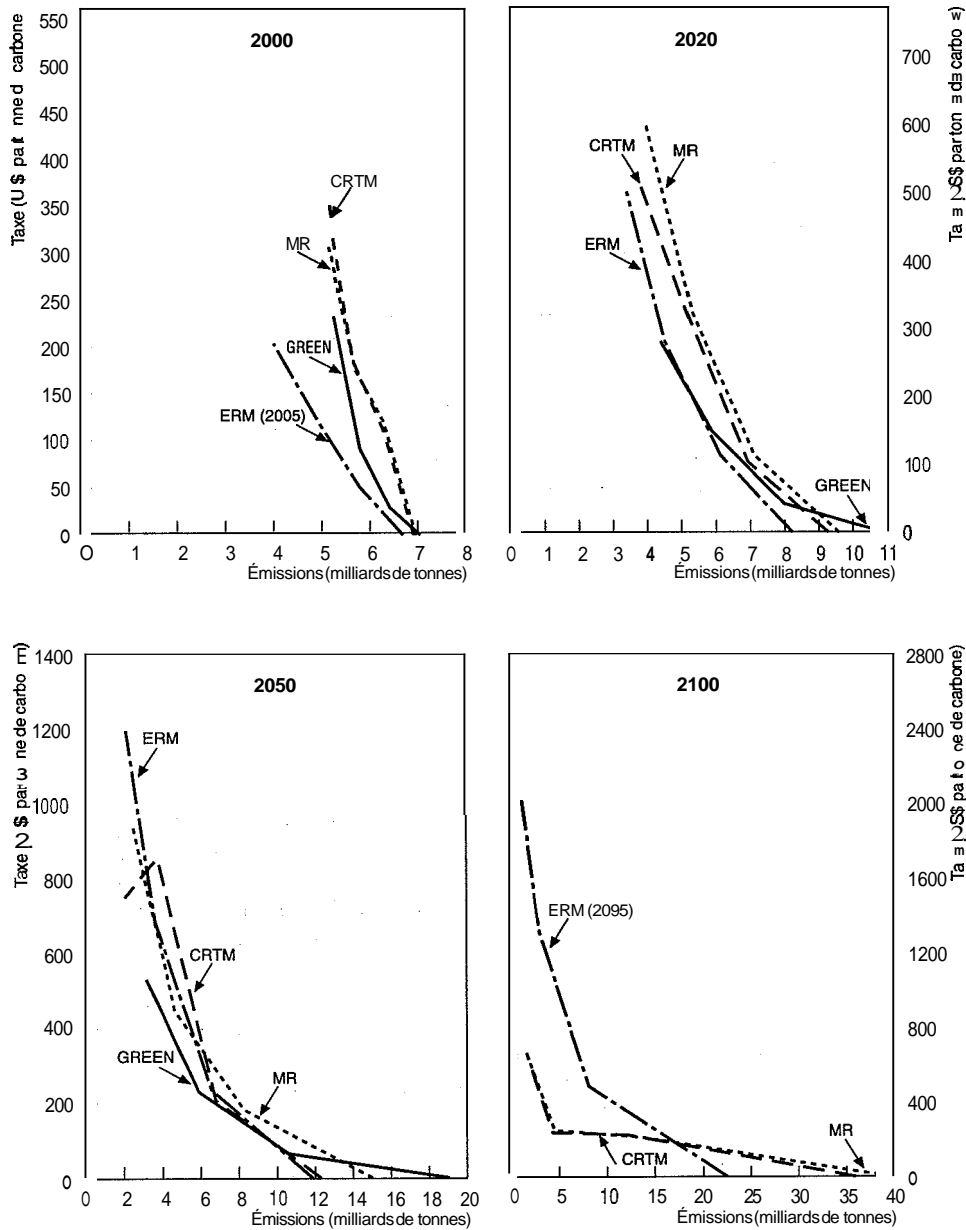 2000
Taxe (U $ pa t nne d carbone
550
500
450
400
350
300
250
200
150
100
50
0
CRTM
MR
GREEN
ERM (2005)
O 1 2 3 4 5 6 7 8
Émissions (milliards de tonnes)
2020
700
600
500
400
300
200
100
0
CRTM
MR
ERM
GREEN
0 1 2 3 4 5 6 7 8 9 10 11
Émissions (milliards de tonnes)
2050
1400
1200
1000
800
600
400
200
0
ERM
CRTM
GREEN
MR
0 2 4 6 8 10 12 14 16 18 20
Émissions (milliards de tonnes)
2100
2800
2400
2000
1600
1200
800
400
0
ERM (2095)
CRTM
MR
0 5 10 15 20 25 30 35 40
Émissions (milliards de tonnes)